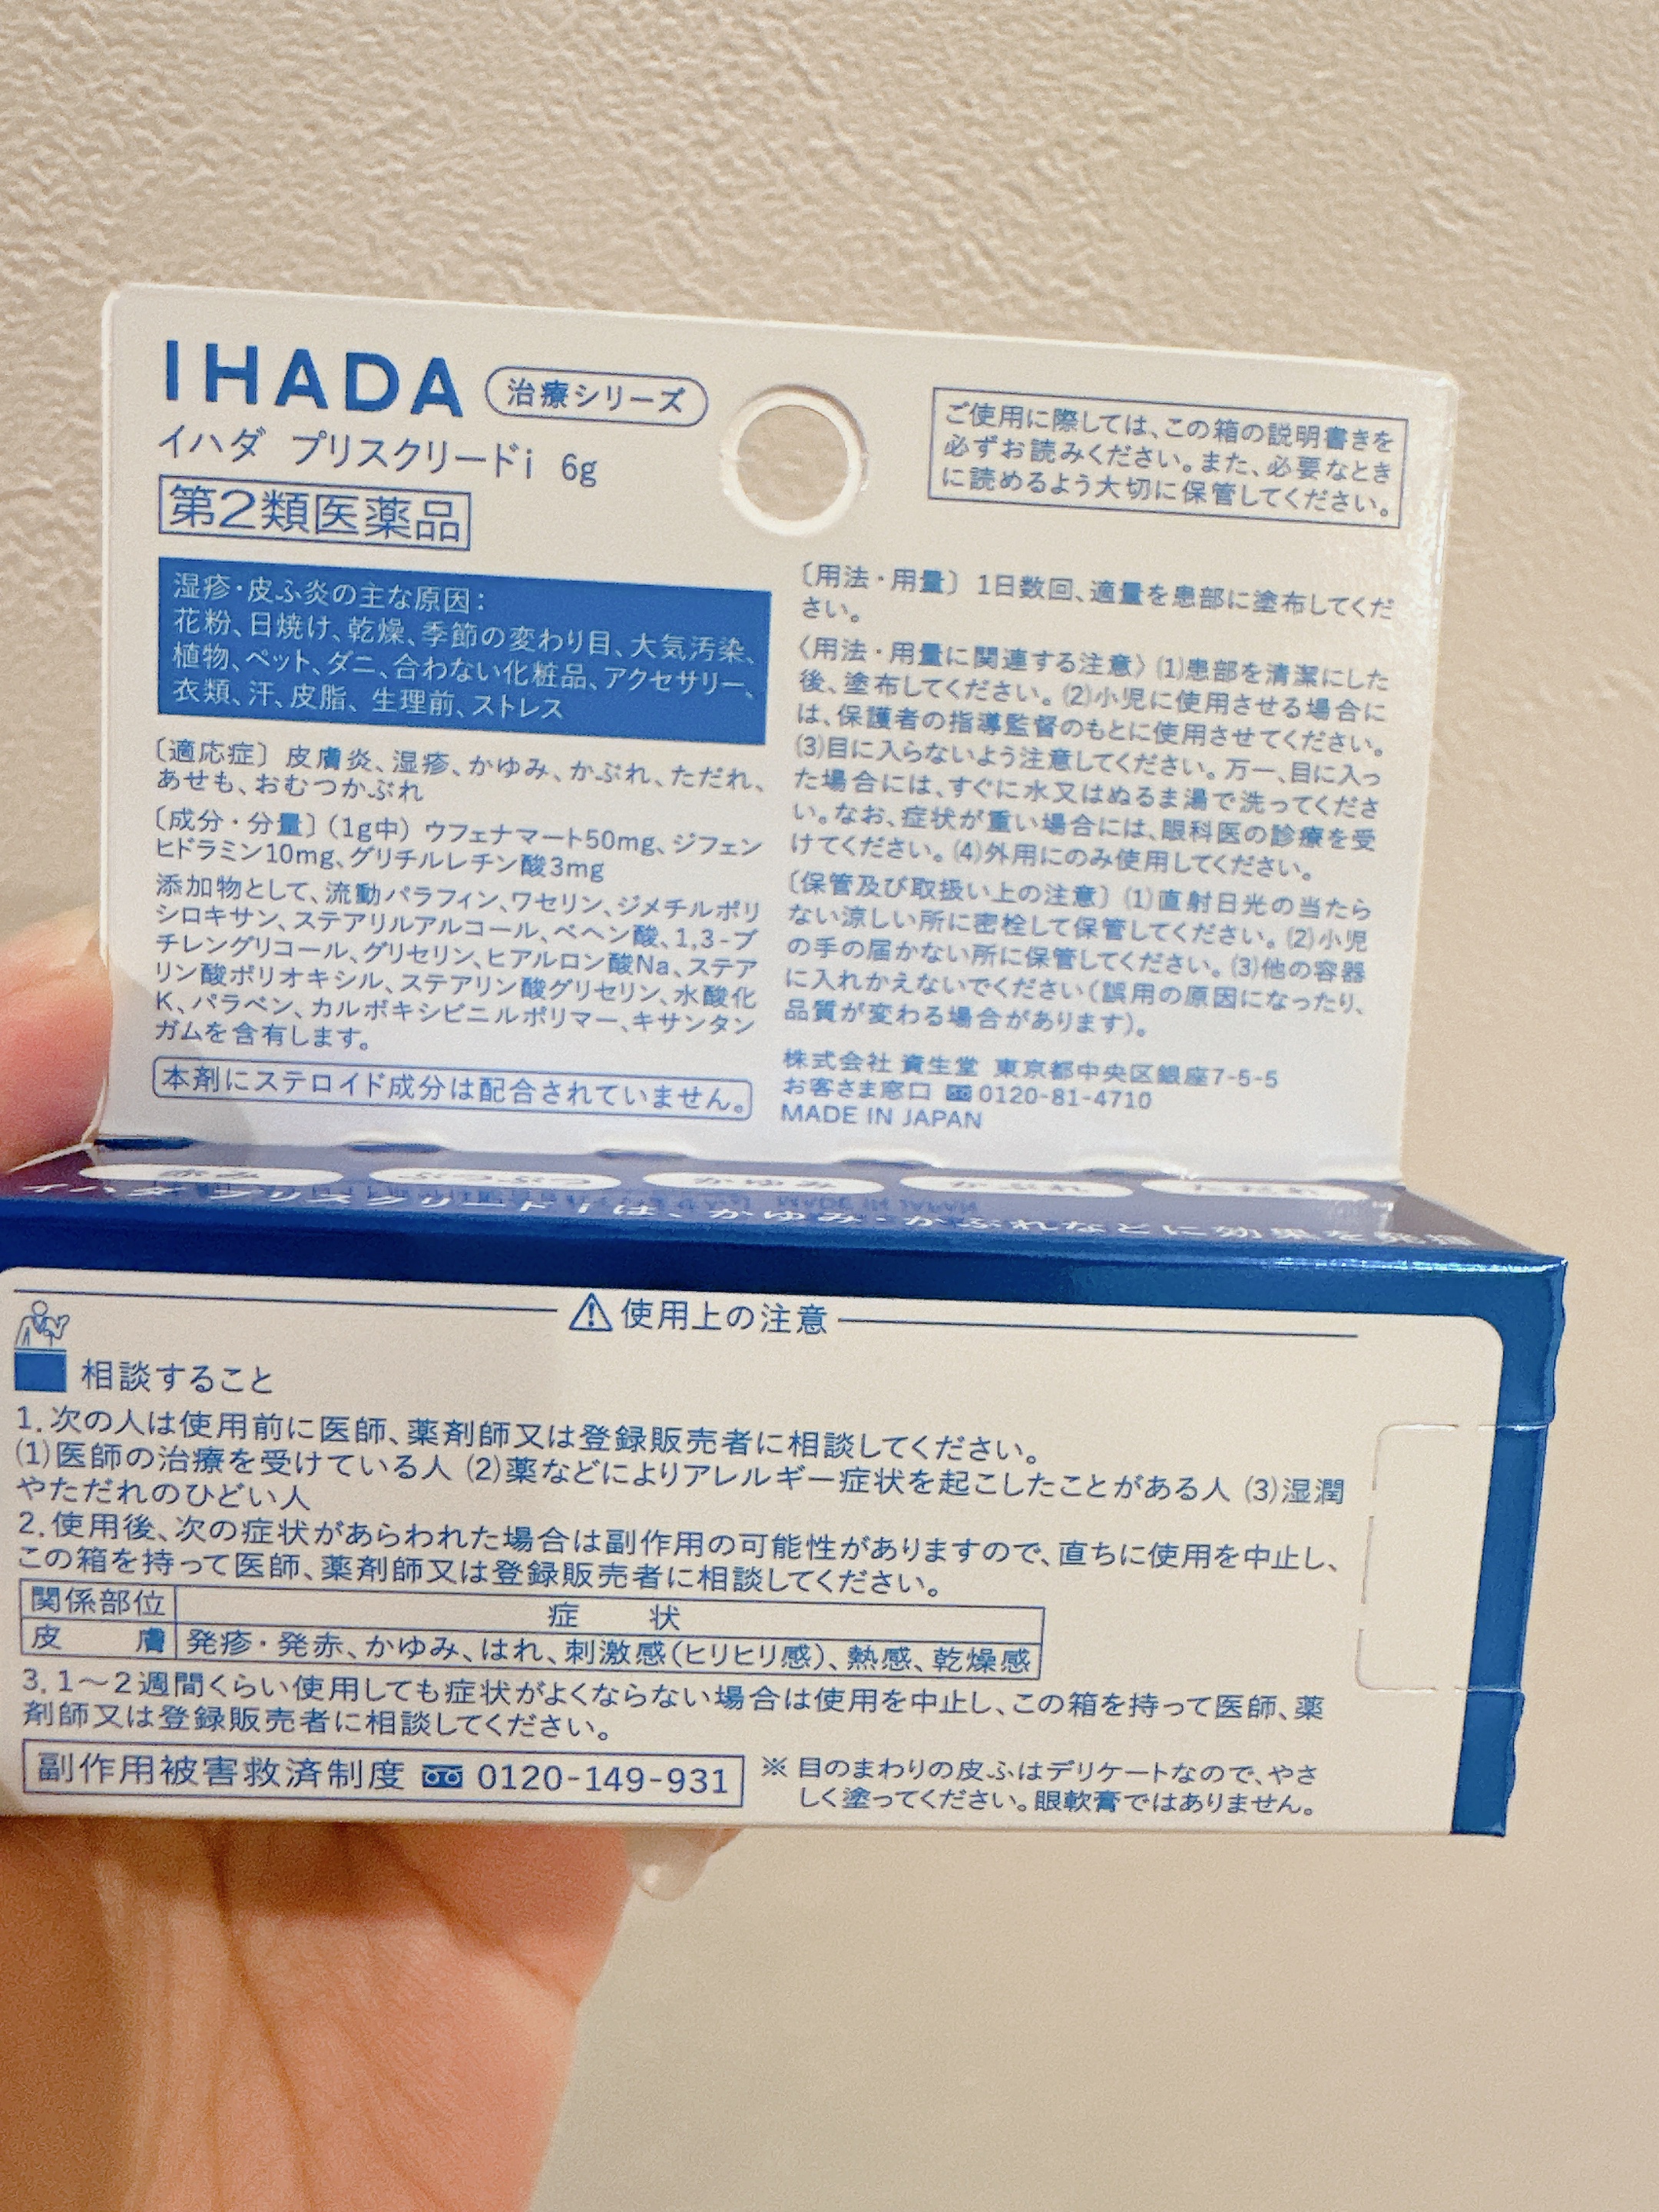 IHADA 治療シリーズ
イハダ プリスクリードi 6g
第2類医薬品
湿疹・皮ふ炎の主な原因：
花粉、日焼け、乾燥、季節の変わり目、大気汚染、
植物、ペット、ダニ、合わない化粧品、アクセサリー、
衣類、汗、皮脂、生理前、ストレス
〔適応症〕皮膚炎、湿疹、かゆみ、かぶれ、ただれ、
あせも、おむつかぶれ
〔成分・分量〕（1g中）ウフェナマート50mg、ジフェン
ヒドラミン10mg、グリチルレチン酸3mg
添加物として、流動パラフィン、ワセリン、ジメチルポリ
シロキサン、ステアリルアルコール、ベヘン酸、1,3-ブ
チレングリコール、グリセリン、ヒアルロン酸Na、ステア
リン酸ポリオキシル、ステアリン酸グリセリン、水酸化
K、パラベン、カルボキシビニルポリマー、キサンタン
ガムを含有します。
本剤にステロイド成分は配合されていません。
ご使用に際しては、この箱の説明書きを
必ずお読みください。また、必要なとき
に読めるよう大切に保管してください。
〔用法・用量〕1日数回、適量を患部に塗布してくだ
さい。
〈用法・用量に関連する注意〉(1)患部を清潔にした
後、塗布してください。(2)小児に使用させる場合に
は、保護者の指導監督のもとに使用させてください。
(3)目に入らないよう注意してください。万一、目に入っ
た場合には、すぐに水又はぬるま湯で洗ってくださ
い。なお、症状が重い場合には、眼科医の診療を受
けてください。(4)外用にのみ使用してください。
〔保管及び取扱い上の注意〕(1)直射日光の当たら
ない涼しい所に密栓して保管してください。(2)小児
の手の届かない所に保管してください。(3)他の容器
に入れかえないでください（誤用の原因になったり、
品質が変わる場合があります）。
株式会社 資生堂 東京都中央区銀座7-5-5
お客さま窓口 0120-81-4710
MADE IN JAPAN
赤み ぶつぶつ かゆみ かぶれ ただれ
イハダ プリスクリードiは、かゆみ・かぶれなどに効果を発揮
⚠使用上の注意
相談すること
1.次の人は使用前に医師、薬剤師又は登録販売者に相談してください。
(1)医師の治療を受けている人 (2)薬などによりアレルギー症状を起こしたことがある人 (3)湿潤
やただれのひどい人
2.使用後、次の症状があらわれた場合は副作用の可能性がありますので、直ちに使用を中止し、
この箱を持って医師、薬剤師又は登録販売者に相談してください。
関係部位 症 状
皮 膚 発疹・発赤、かゆみ、はれ、刺激感（ヒリヒリ感）、熱感、乾燥感
3.1～2週間くらい使用しても症状がよくならない場合は使用を中止し、この箱を持って医師、薬
剤師又は登録販売者に相談してください。
副作用被害救済制度 0120-149-931
※ 目のまわりの皮ふはデリケートなので、やさ
しく塗ってください。眼軟膏ではありません。